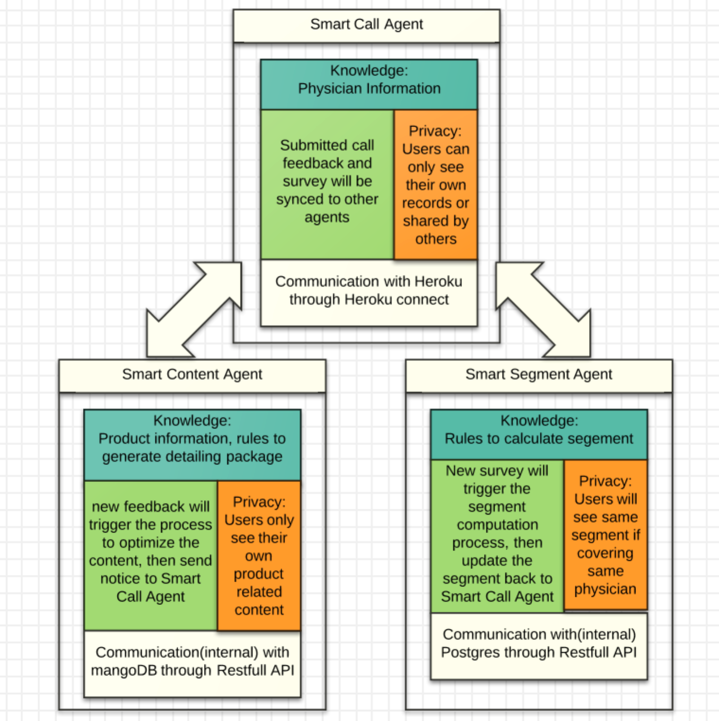 Smart Call Agent
Knowledge:
Physician Information
Submitted call
feedback and
survey will be
synced to other
agents
Privacy:
Users can
only see
their own
records or
shared by
others
Communication with Heroku
through Heroku connect
Smart Content Agent
Knowledge:
Product information, rules to
generate detailing package
new feedback will
trigger the process
to optimize the
content, then send
notice to Smart
Call Agent
Privacy:
Users only
see their
own
product
related
content
Communication(internal) with
mangoDB through Restfull API
Smart Segment Agent
Knowledge:
Rules to calculate segement
New survey will
trigger the
segment
computation
process, then
update the
segment back to
Smart Call Agent
Privacy:
Users will
see same
segment if
covering
same
physician
Communication with(internal)
Postgres through Restfull API